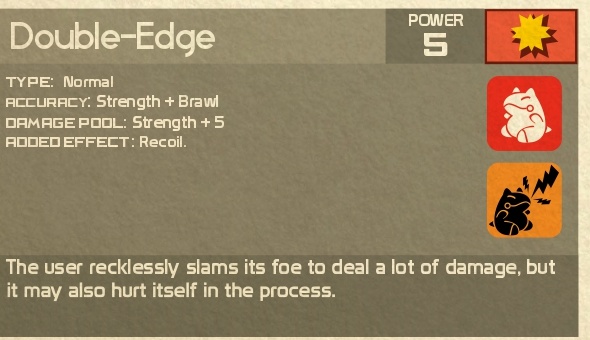 Double-Edge
POWER
5
TYPE: Normal
ACCURACY: Strength + Brawl
DAMAGE POOL: Strength + 5
ADDED EFFECT: Recoil.
The user recklessly slams its foe to deal a lot of damage, but
it may also hurt itself in the process.